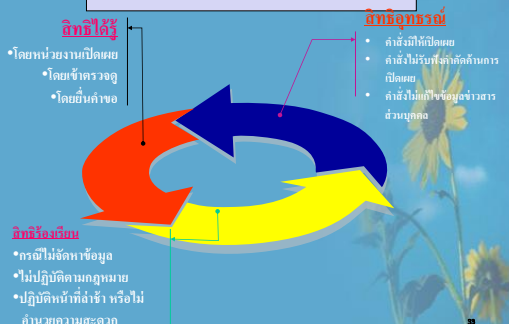 สิทธิได้รู้
•โดยหน่วยงานเปิดเผย
•โดยเข้าตรวจดู
•โดยยื่นคำขอ
สิทธิอุทธรณ์
• คำสั่งมิให้เปิดเผย
• คำสั่งไม่รับฟังคำคัดค้านการ
เปิดเผย
• คำสั่งไม่แก้ไขข้อมูลข่าวสาร
ส่วนบุคคล
สิทธิร้องเรียน
•กรณีไม่จัดหาข้อมูล
•ไม่ปฏิบัติตามกฎหมาย
•ปฏิบัติหน้าที่ล่าช้า หรือไม่
อำนวยความสะดวก